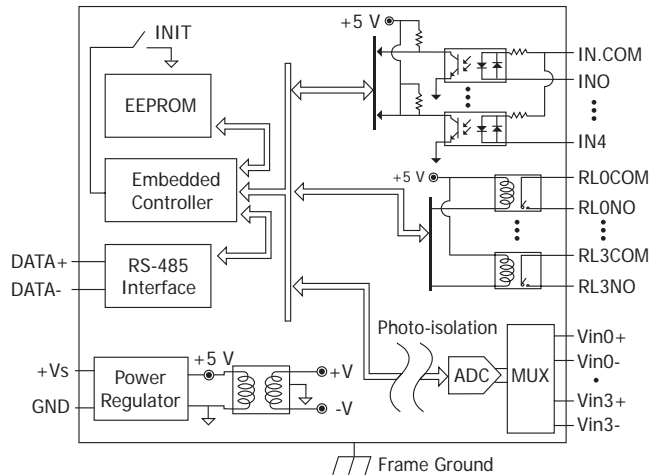 INIT
+5 V
IN.COM
EEPROM
INO
IN4
Embedded
Controller
+5 V
RL0COM
RL0NO
RL3COM
RL3NO
DATA+
DATA-
RS-485
Interface
Photo-isolation
Vin0+
Vin0-
ADC
MUX
Vin3+
Vin3-
+Vs
GND
Power
Regulator
+5 V
+V
-V
Frame Ground